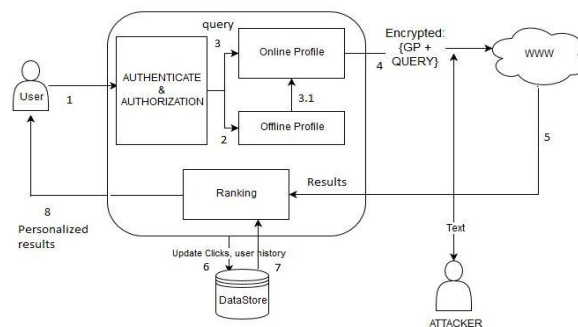 query
3
Online Profile
Encrypted:
{GP +
QUERY}
4
WWW
AUTHENTICATE
&
AUTHORIZATION
User
1
3.1
2
Offline Profile
5
Results
Ranking
8
Personalized
results
Text
Update Clicks, user history
6
7
DataStore
ATTACKER